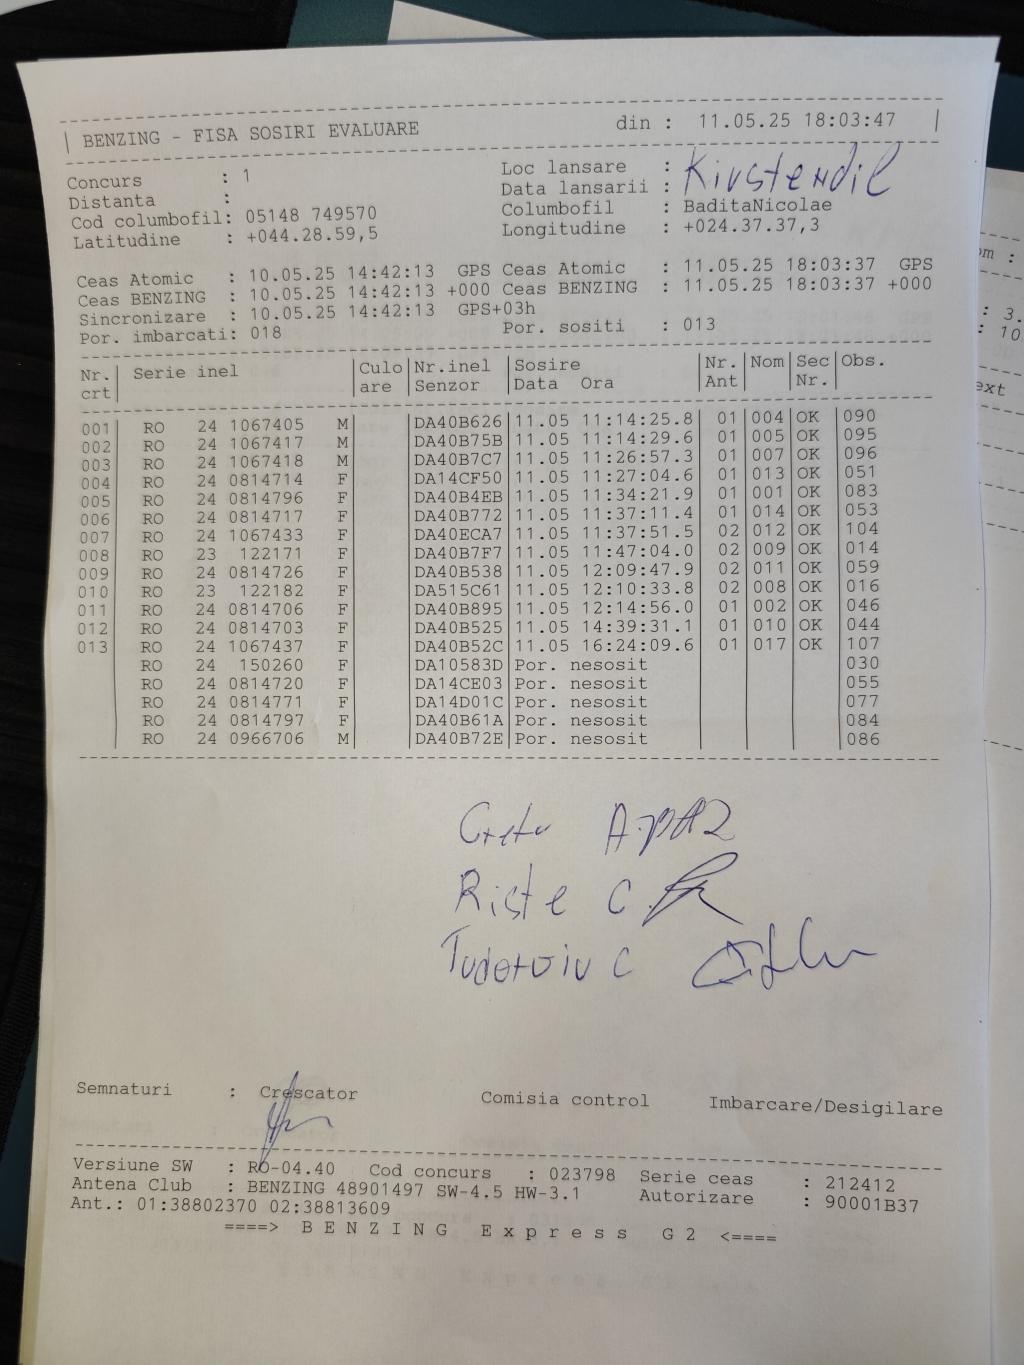 BENZING - FISA SOSIRI EVALUARE din : 11.05.25 18:03:47
Concurs : 1 Loc lansare : Kiustendil
Distanta : Data lansarii :
Cod columbofil: 05148 749570 Columbofil : BaditaNicolae
Latitudine : +044.28.59,5 Longitudine : +024.37.37,3
Ceas Atomic : 10.05.25 14:42:13 GPS Ceas Atomic : 11.05.25 18:03:37 GPS
Ceas BENZING : 10.05.25 14:42:13 +000 Ceas BENZING : 11.05.25 18:03:37 +000
Sincronizare : 10.05.25 14:42:13 GPS+03h
Por. imbarcati: 018 Por. sositi : 013
Nr. Serie inel Culo Nr.inel Sosire Nr. Nom Sec Obs.
crt are Senzor Data Ora Ant Nr.
001 RO 24 1067405 M DA40B626 11.05 11:14:25.8 01 004 OK 090
002 RO 24 1067417 M DA40B75B 11.05 11:14:29.6 01 005 OK 095
003 RO 24 1067418 M DA40B7C7 11.05 11:26:57.3 01 007 OK 096
004 RO 24 0814714 F DA14CF50 11.05 11:27:04.6 01 013 OK 051
005 RO 24 0814796 F DA40B4EB 11.05 11:34:21.9 01 001 OK 083
006 RO 24 0814717 F DA40B772 11.05 11:37:11.4 01 014 OK 053
007 RO 24 1067433 F DA40ECA7 11.05 11:37:51.5 02 012 OK 104
008 RO 23 122171 F DA40B7F7 11.05 11:47:04.0 02 009 OK 014
009 RO 24 0814726 F DA40B538 11.05 12:09:47.9 02 011 OK 059
010 RO 23 122182 F DA515C61 11.05 12:10:33.8 02 008 OK 016
011 RO 24 0814706 F DA40B895 11.05 12:14:56.0 01 002 OK 046
012 RO 24 0814703 F DA40B525 11.05 14:39:31.1 01 010 OK 044
013 RO 24 1067437 F DA40B52C 11.05 16:24:09.6 01 017 OK 107
RO 24 150260 F DA10583D Por. nesosit 030
RO 24 0814720 F DA14CE03 Por. nesosit 055
RO 24 0814771 F DA14D01C Por. nesosit 077
RO 24 0814797 F DA40B61A Por. nesosit 084
RO 24 0966706 M DA40B72E Por. nesosit 086
Riste C.
C
Semnaturi : Crescator Comisia control Imbarcare/Desigilare
Versiune SW : RO-04.40 Cod concurs : 023798 Serie ceas : 212412
Antena Club : BENZING 48901497 SW-4.5 HW-3.1 Autorizare : 90001B37
Ant.: 01:38802370 02:38813609
====> B E N Z I N G E x p r e s s G 2 <====